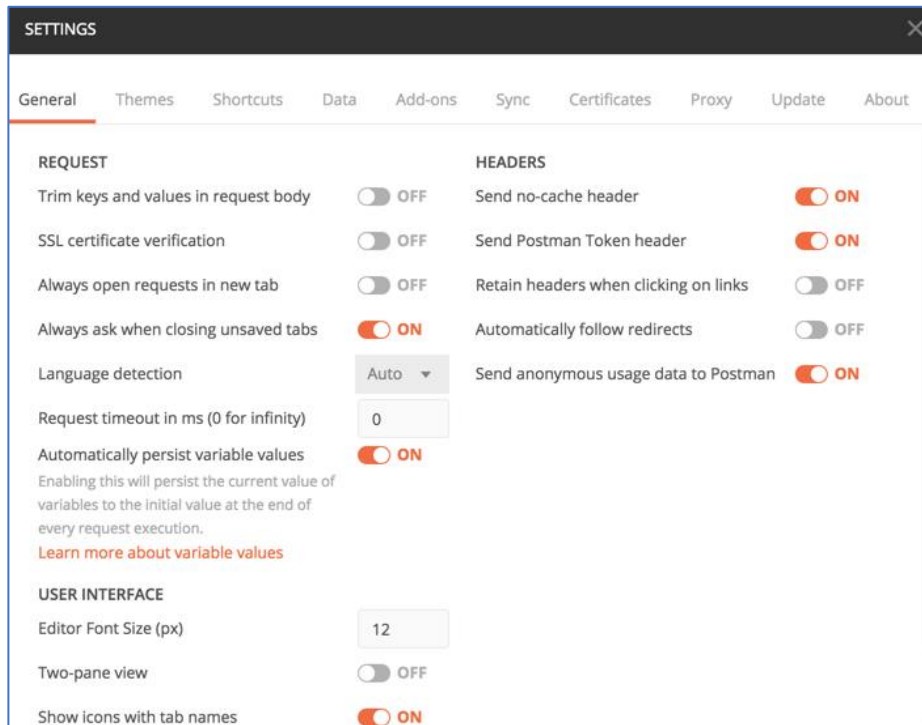 SETTINGS
General Themes Shortcuts Data Add-ons Sync Certificates Proxy Update About
REQUEST
Trim keys and values in request body OFF
SSL certificate verification OFF
Always open requests in new tab OFF
Always ask when closing unsaved tabs ON
Language detection Auto
Request timeout in ms (0 for infinity) 0
Automatically persist variable values ON
Enabling this will persist the current value of
variables to the initial value at the end of
every request execution.
Learn more about variable values
USER INTERFACE
Editor Font Size (px) 12
Two-pane view OFF
Show icons with tab names ON
HEADERS
Send no-cache header ON
Send Postman Token header ON
Retain headers when clicking on links OFF
Automatically follow redirects OFF
Send anonymous usage data to Postman ON